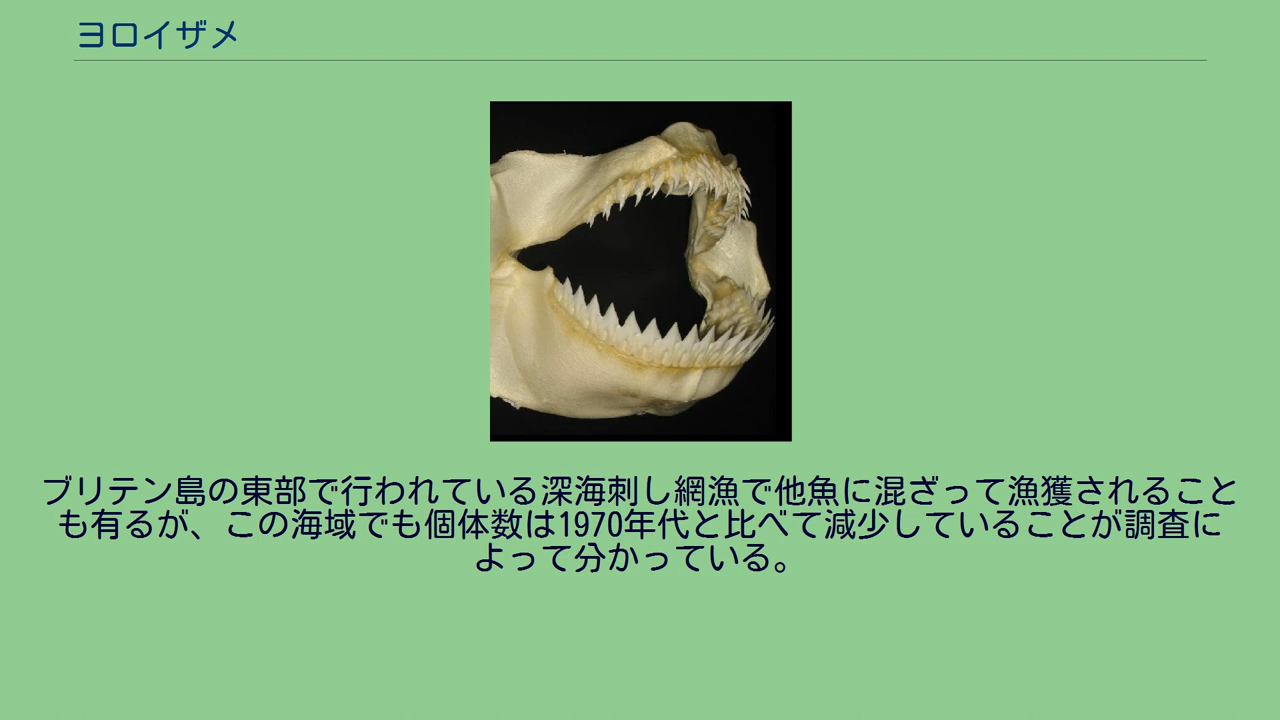 ヨロイザメ
ブリテン島の東部で行われている深海刺し網漁で他魚に混ざって漁獲されること
も有るが、この海域でも個体数は1970年代と比べて減少していることが調査に
よって分かっている。